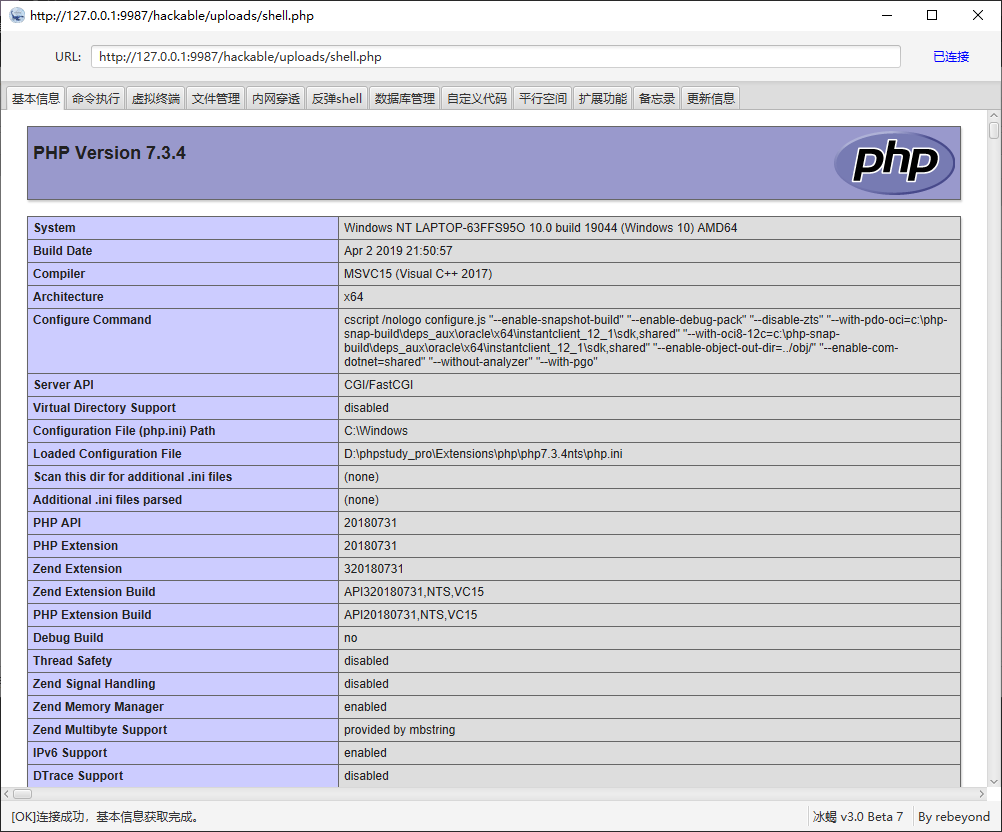 http://127.0.0.1:9987/hackable/uploads/shell.php
URL: http://127.0.0.1:9987/hackable/uploads/shell.php 已连接
基本信息 命令执行 虚拟终端 文件管理 内网穿透 反弹shell 数据库管理 自定义代码 平行空间 扩展功能 备忘录 更新信息
PHP Version 7.3.4
php
System Windows NT LAPTOP-63FFS95O 10.0 build 19044 (Windows 10) AMD64
Build Date Apr 2 2019 21:50:57
Compiler MSVC15 (Visual C++ 2017)
Architecture x64
Configure Command cscript /nologo configure.js "--enable-snapshot-build" "--enable-debug-pack" "--disable-zts" "--with-pdo-oci=c:\php-
snap-build\deps_aux\oracle\x64\instantclient_12_1\sdk,shared" "--with-oci8-12c=c:\php-snap-
build\deps_aux\oracle\x64\instantclient_12_1\sdk,shared" "--enable-object-out-dir=../obj/" "--enable-com-
dotnet=shared" "--without-analyzer" "--with-pgo"
Server API CGI/FastCGI
Virtual Directory Support disabled
Configuration File (php.ini) Path C:\Windows
Loaded Configuration File D:\phpstudy_pro\Extensions\php\php7.3.4nts\php.ini
Scan this dir for additional .ini files (none)
Additional .ini files parsed (none)
PHP API 20180731
PHP Extension 20180731
Zend Extension 320180731
Zend Extension Build API320180731,NTS,VC15
PHP Extension Build API20180731,NTS,VC15
Debug Build no
Thread Safety disabled
Zend Signal Handling disabled
Zend Memory Manager enabled
Zend Multibyte Support provided by mbstring
IPv6 Support enabled
DTrace Support disabled
[OK]连接成功，基本信息获取完成。 冰蝎 v3.0 Beta 7 By rebeyond